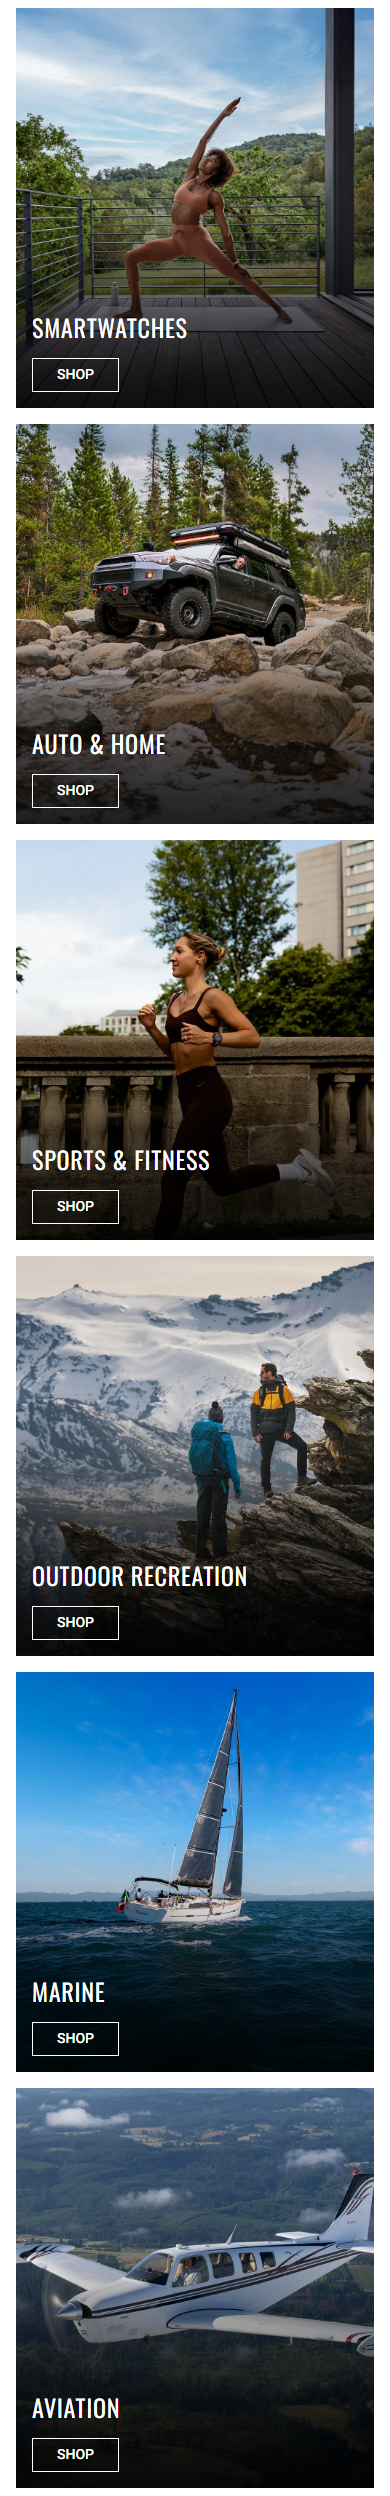 SMARTWATCHES
SHOP
AUTO & HOME
SHOP
SPORTS & FITNESS
SHOP
OUTDOOR RECREATION
SHOP
MARINE
SHOP
AVIATION
SHOP